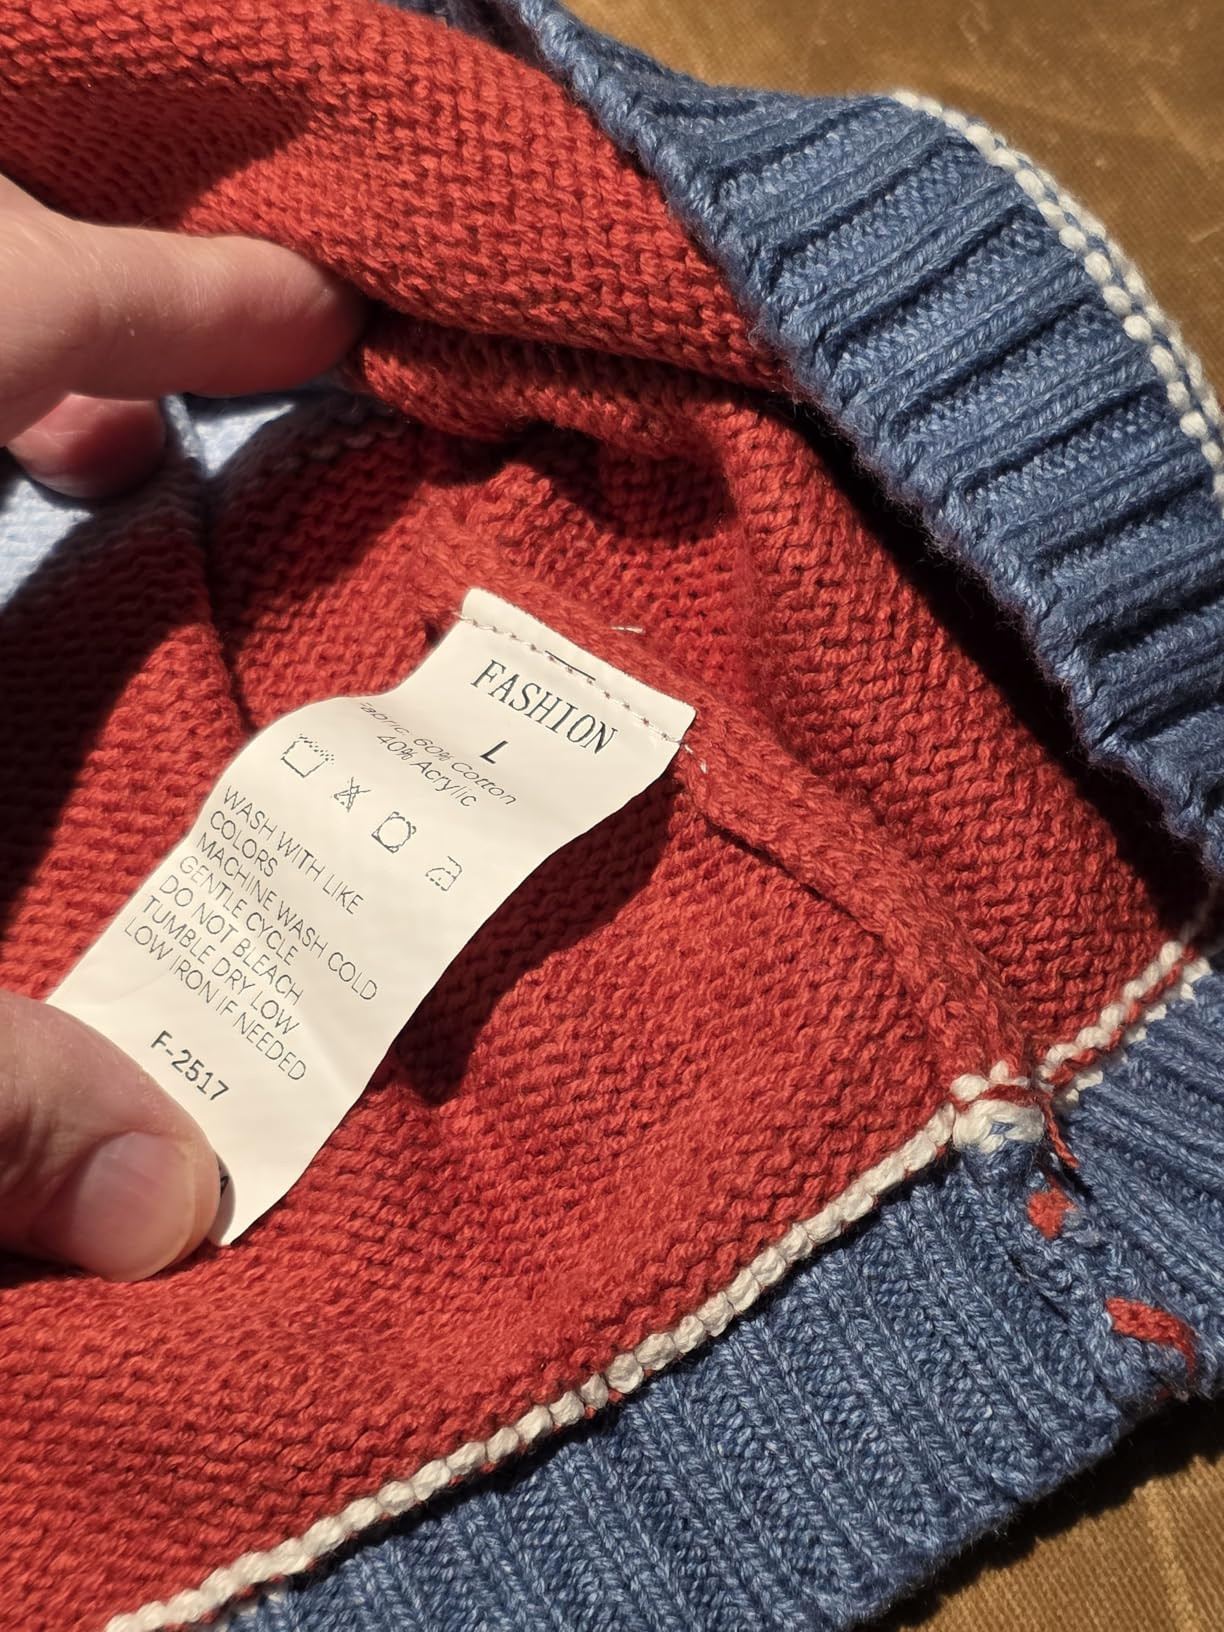 FASHION
L
Fabric 60% Cotton
40% Acrylic
WASH WITH LIKE
COLORS
MACHINE WASH COLD
GENTLE CYCLE
DO NOT BLEACH
TUMBLE DRY LOW
LOW IRON IF NEEDED
F-2517